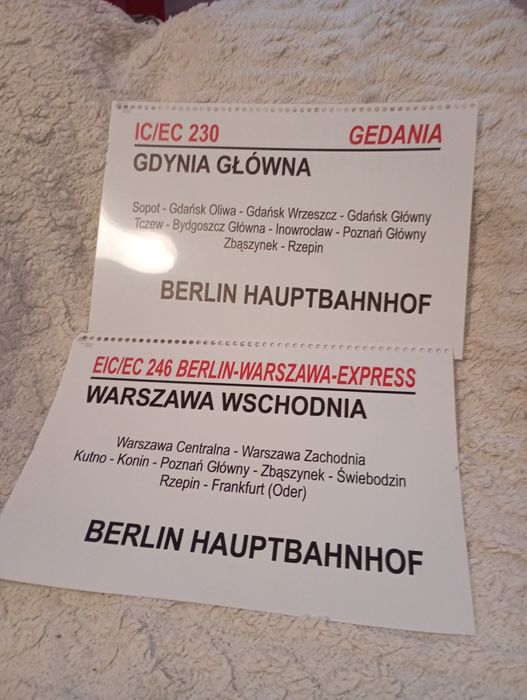 IC/EC 230 GEDANIA
GDYNIA GŁÓWNA
Sopot - Gdańsk Oliwa - Gdańsk Wrzeszcz - Gdańsk Główny
Tczew - Bydgoszcz Główna - Inowrocław - Poznań Główny
Zbąszynek - Rzepin
BERLIN HAUPTBAHNHOF
EIC/EC 246 BERLIN-WARSZAWA-EXPRESS
WARSZAWA WSCHODNIA
Warszawa Centralna - Warszawa Zachodnia
Kutno - Konin - Poznań Główny - Zbąszynek - Świebodzin
Rzepin - Frankfurt (Oder)
BERLIN HAUPTBAHNHOF